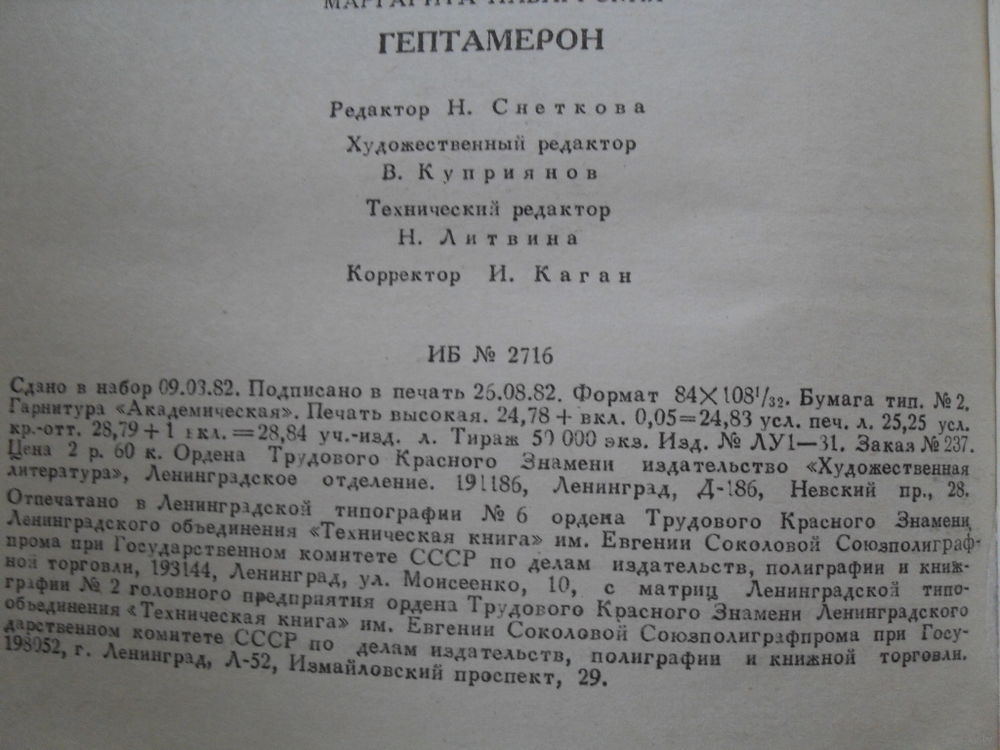 МАРГАРИТА НАВАРРСКАЯ
ГЕПТАМЕРОН
Редактор Н. Снеткова
Художественный редактор
В. Куприянов
Технический редактор
Н. Литвина
Корректор И. Каган
ИБ № 2716
Сдано в набор 09.03.82. Подписано в печать 26.08.82. Формат 84×108¹/₃₂. Бумага тип. № 2.
Гарнитура «Академическая». Печать высокая. 24,78 + вкл. 0,05=24,83 усл. печ. л. 25,25 усл.
кр.-отт. 28,79 + 1 вкл. = 28,84 уч.-изд. л. Тираж 50 000 экз. Изд. № ЛУ1—31. Заказ № 237.
Цена 2 р. 60 к. Ордена Трудового Красного Знамени издательство «Художественная
литература», Ленинградское отделение. 191186, Ленинград, Д-186, Невский пр., 28.
Отпечатано в Ленинградской типографии № 6 ордена Трудового Красного Знамени
Ленинградского объединения «Техническая книга» им. Евгении Соколовой Союзполиграф-
прома при Государственном комитете СССР по делам издательств, полиграфии и книж-
ной торговли, 193144, Ленинград, ул. Моисеенко, 10, с матриц Ленинградской типо-
графии № 2 головного предприятия ордена Трудового Красного Знамени Ленинградского
объединения «Техническая книга» им. Евгении Соколовой Союзполиграфпрома при Госу-
дарственном комитете СССР по делам издательств, полиграфии и книжной торговли.
198052, г. Ленинград, Л-52, Измайловский проспект, 29.